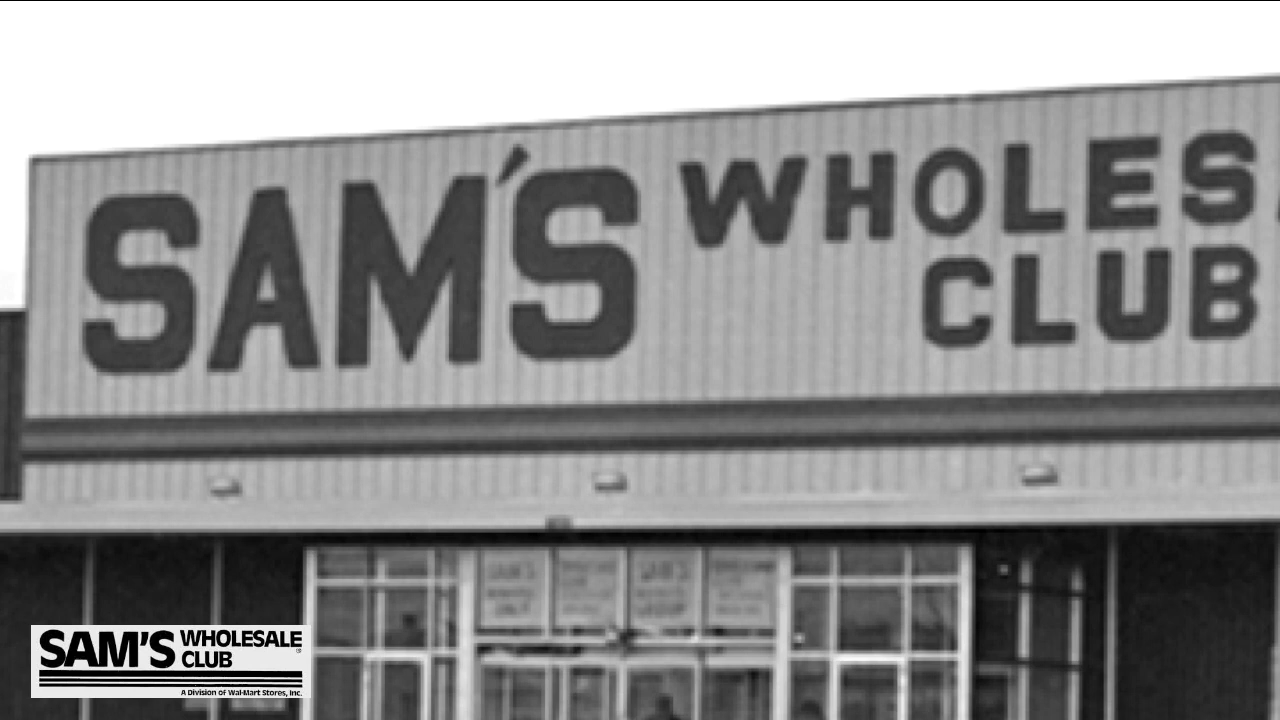 SAM'S WHOLES
CLUB
SAM'S WHOLESALE
CLUB
A Division of Wal-Mart Stores, Inc.